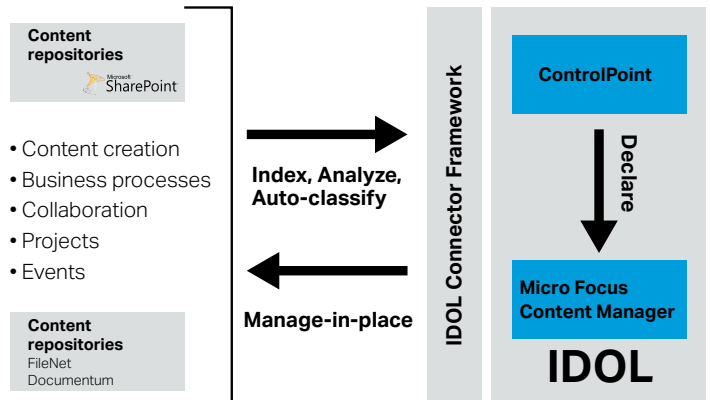 Content
repositories
Microsoft
SharePoint
• Content creation
• Business processes
• Collaboration
• Projects
• Events
Content
repositories
FileNet
Documentum
Index, Analyze,
Auto-classify
Manage-in-place
IDOL Connector Framework
ControlPoint
Declare
Micro Focus
Content Manager
IDOL